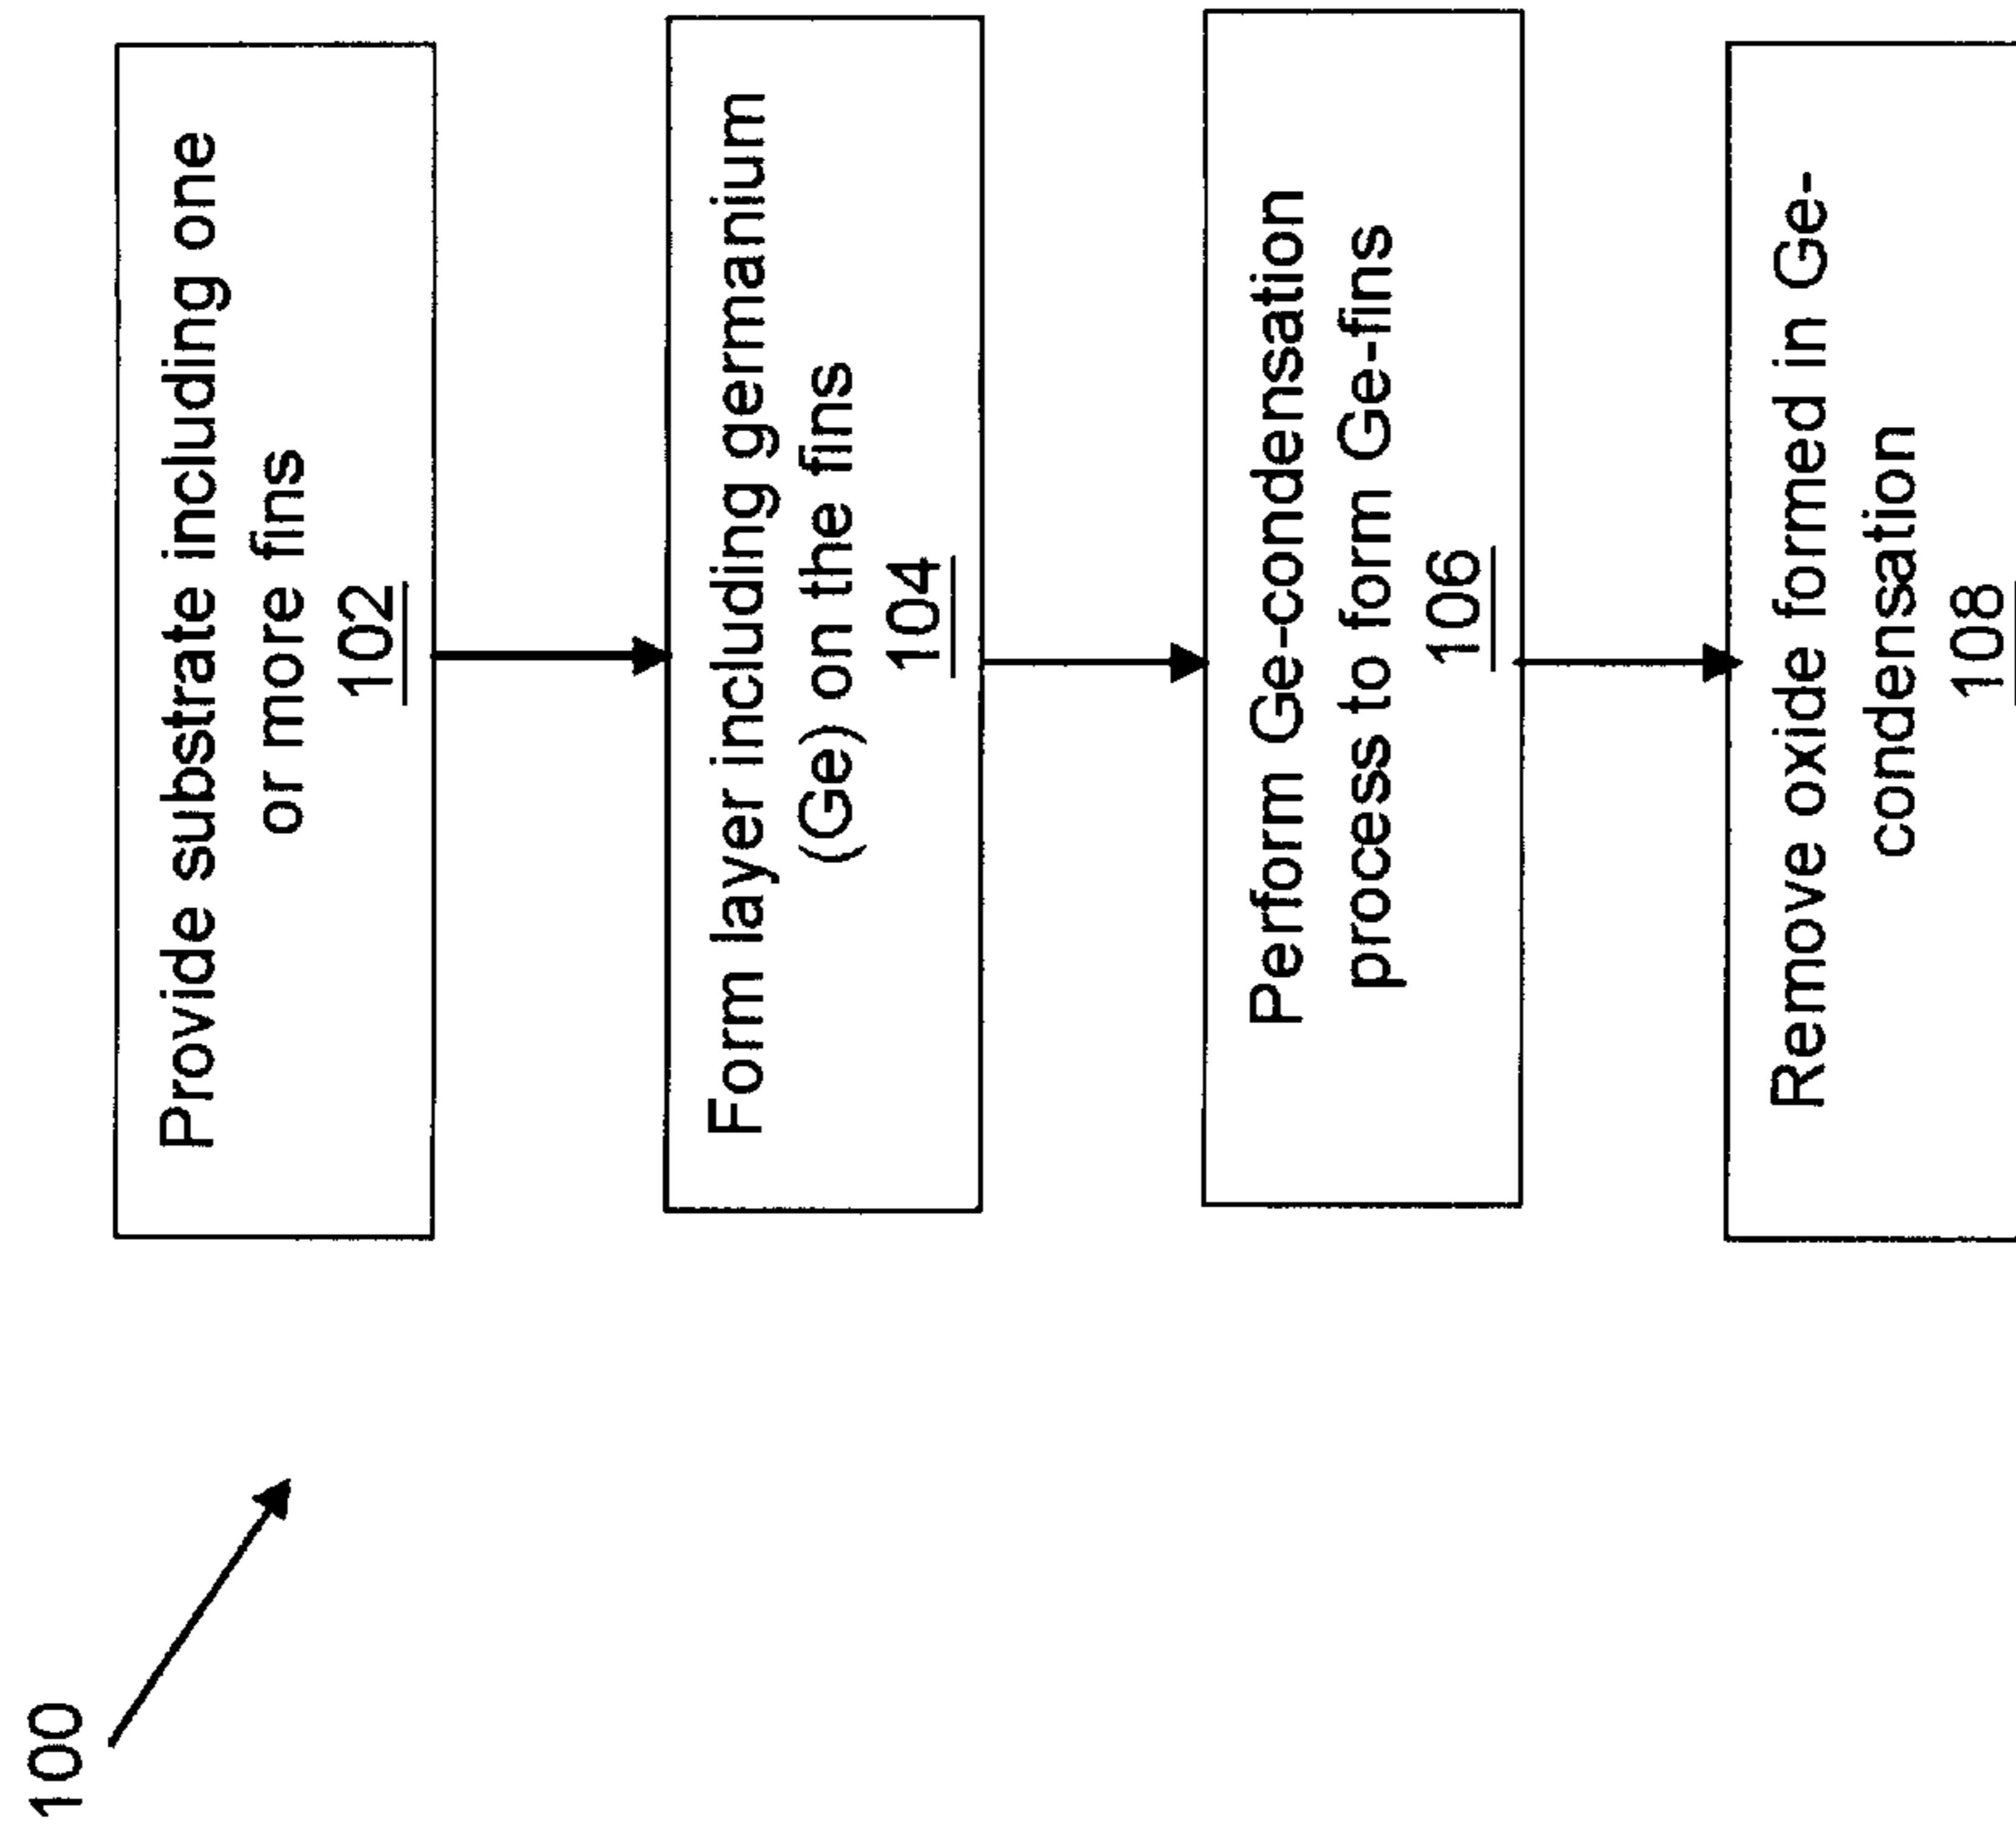 100
Provide substrate including one
or more fins
102
Form layer including germanium
(Ge) on the fins
104
Perform Ge-condensation
process to form Ge-fins
106
Remove oxide formed in Ge-
condensation
108